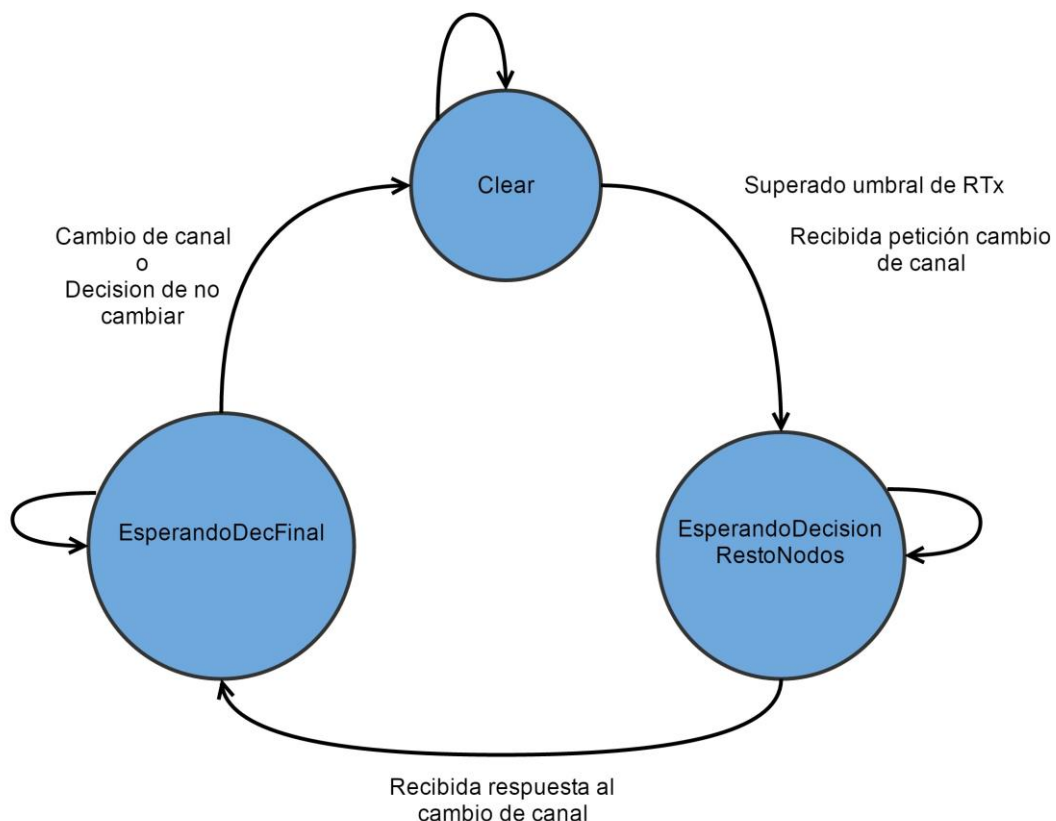 Clear
Superado umbral de RTx
Recibida petición cambio
de canal
Cambio de canal
o
Decision de no
cambiar
EsperandoDecFinal
EsperandoDecision
RestoNodos
Recibida respuesta al
cambio de canal